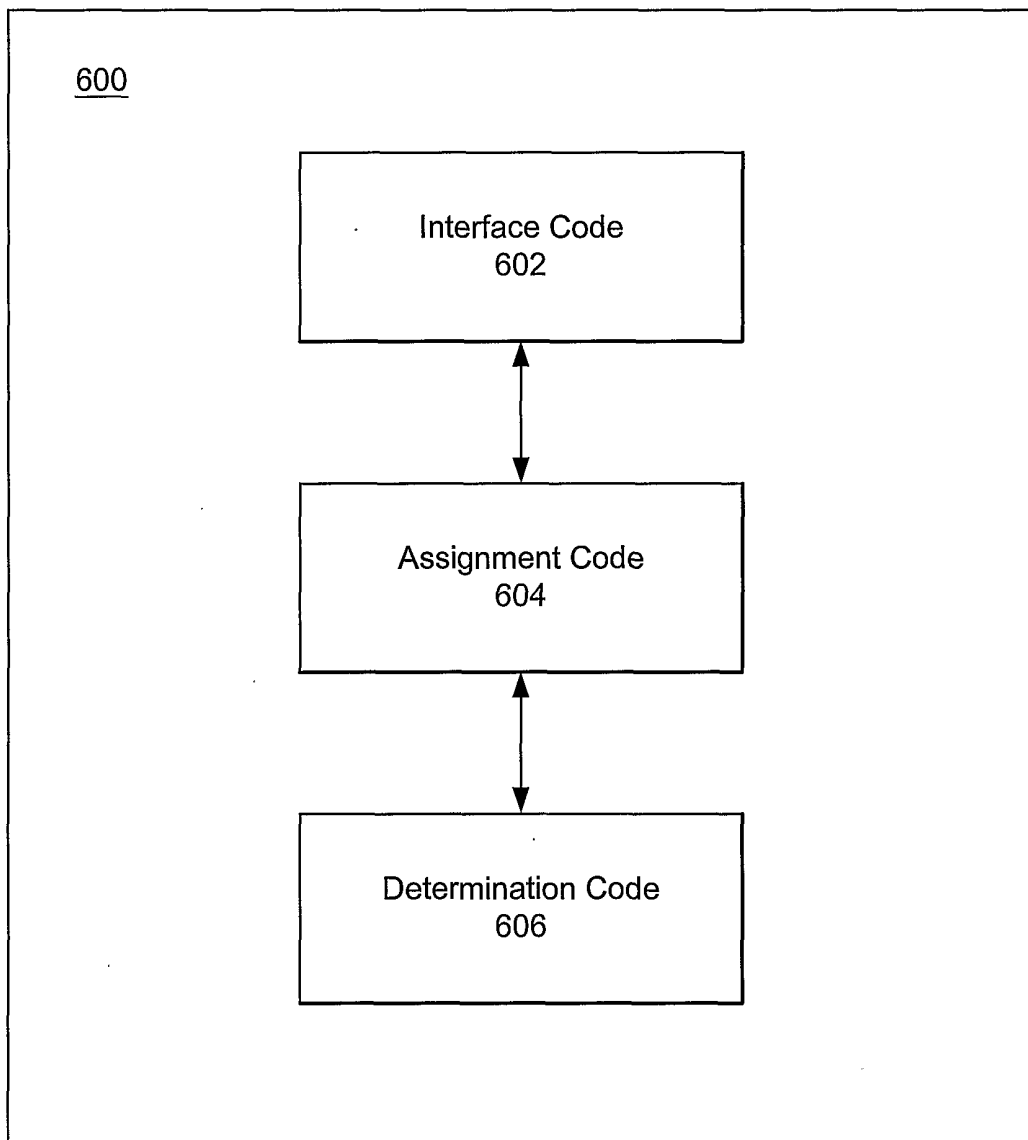 600
Interface Code
602
Assignment Code
604
Determination Code
606